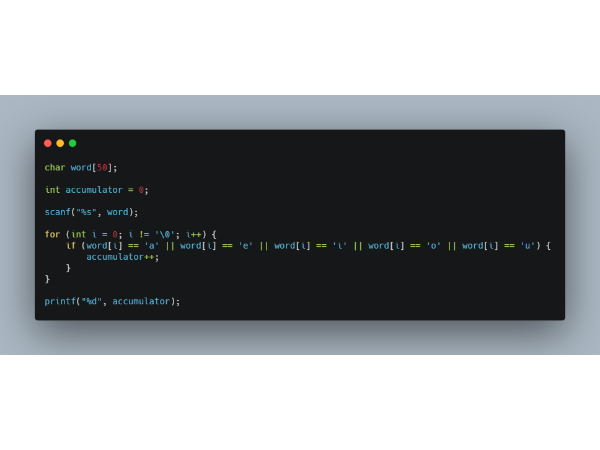 char word[50];
int accumulator = 0;
scanf("%s", word);
for (int i = 0; i != '\0'; i++) {
if (word[i] == 'a' || word[i] == 'e' || word[i] == 'i' || word[i] == 'o' || word[i] == 'u') {
accumulator++;
}
}
printf("%d", accumulator);